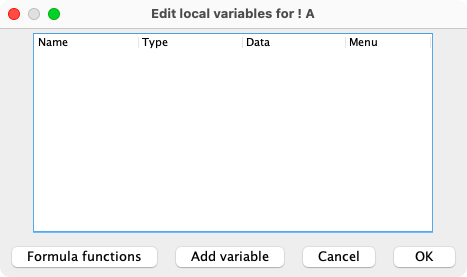 Edit local variables for ! A
Name Type Data Menu
Formula functions Add variable Cancel OK